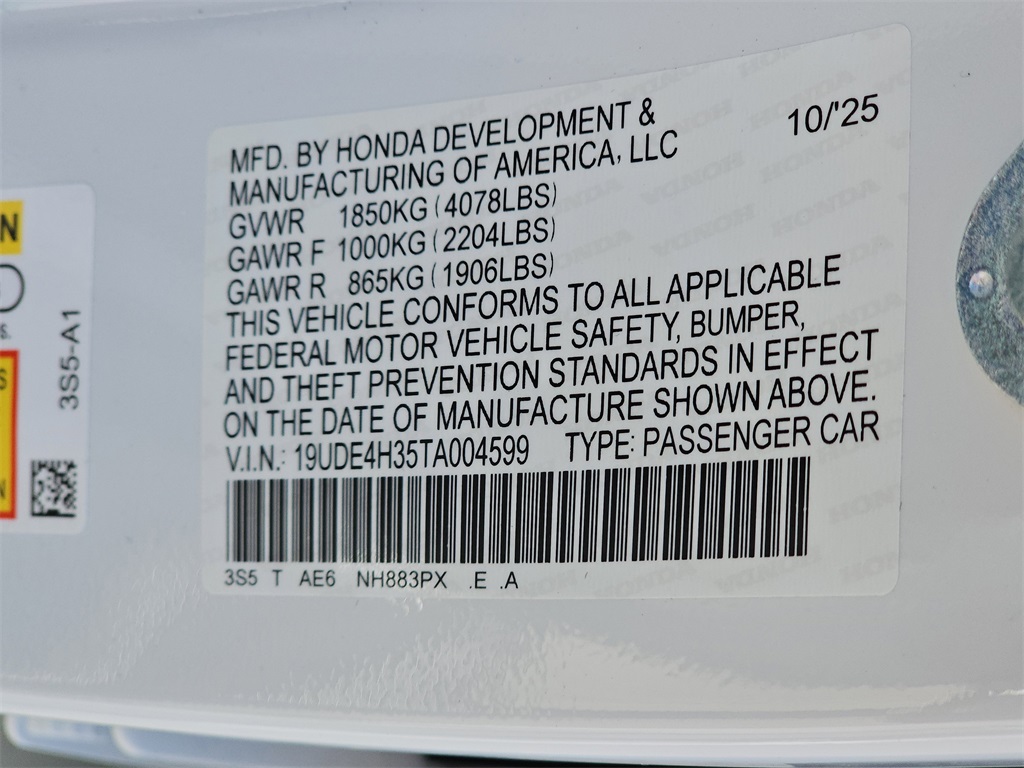 MFD. BY HONDA DEVELOPMENT & 10/'25
MANUFACTURING OF AMERICA, LLC
GVWR 1850KG (4078LBS)
GAWR F 1000KG (2204LBS)
GAWR R 865KG (1906LBS)
THIS VEHICLE CONFORMS TO ALL APPLICABLE
FEDERAL MOTOR VEHICLE SAFETY, BUMPER,
AND THEFT PREVENTION STANDARDS IN EFFECT
ON THE DATE OF MANUFACTURE SHOWN ABOVE.
V.I.N.: 19UDE4H35TA004599 TYPE: PASSENGER CAR
3S5 T AE6 NH883PX .E .A
3S5-A1